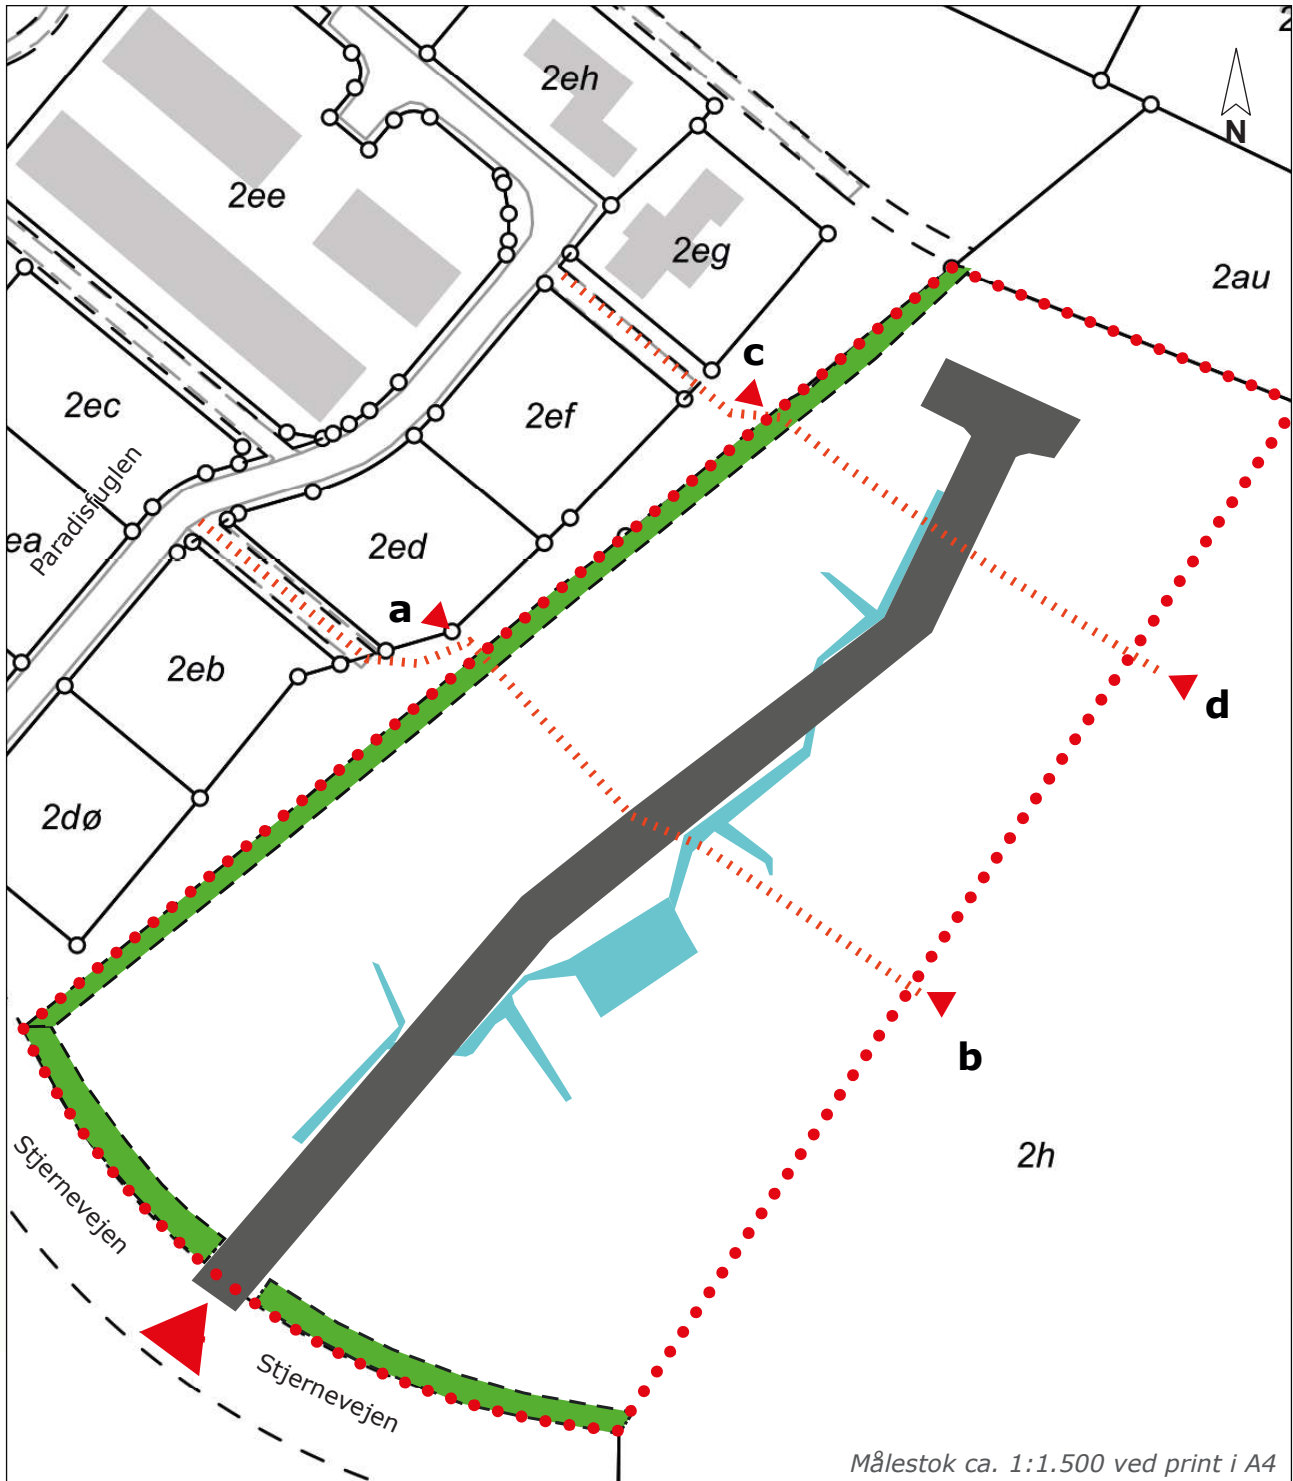 2
2eh
N
2ee
2eg
2au
c
2ec
2ef
Paradisfuglen
ea
2ed
a
2eb
d
2dø
b
2h
Stjernevejen
Stjernevejen
Målestok ca. 1:1.500 ved print i A4